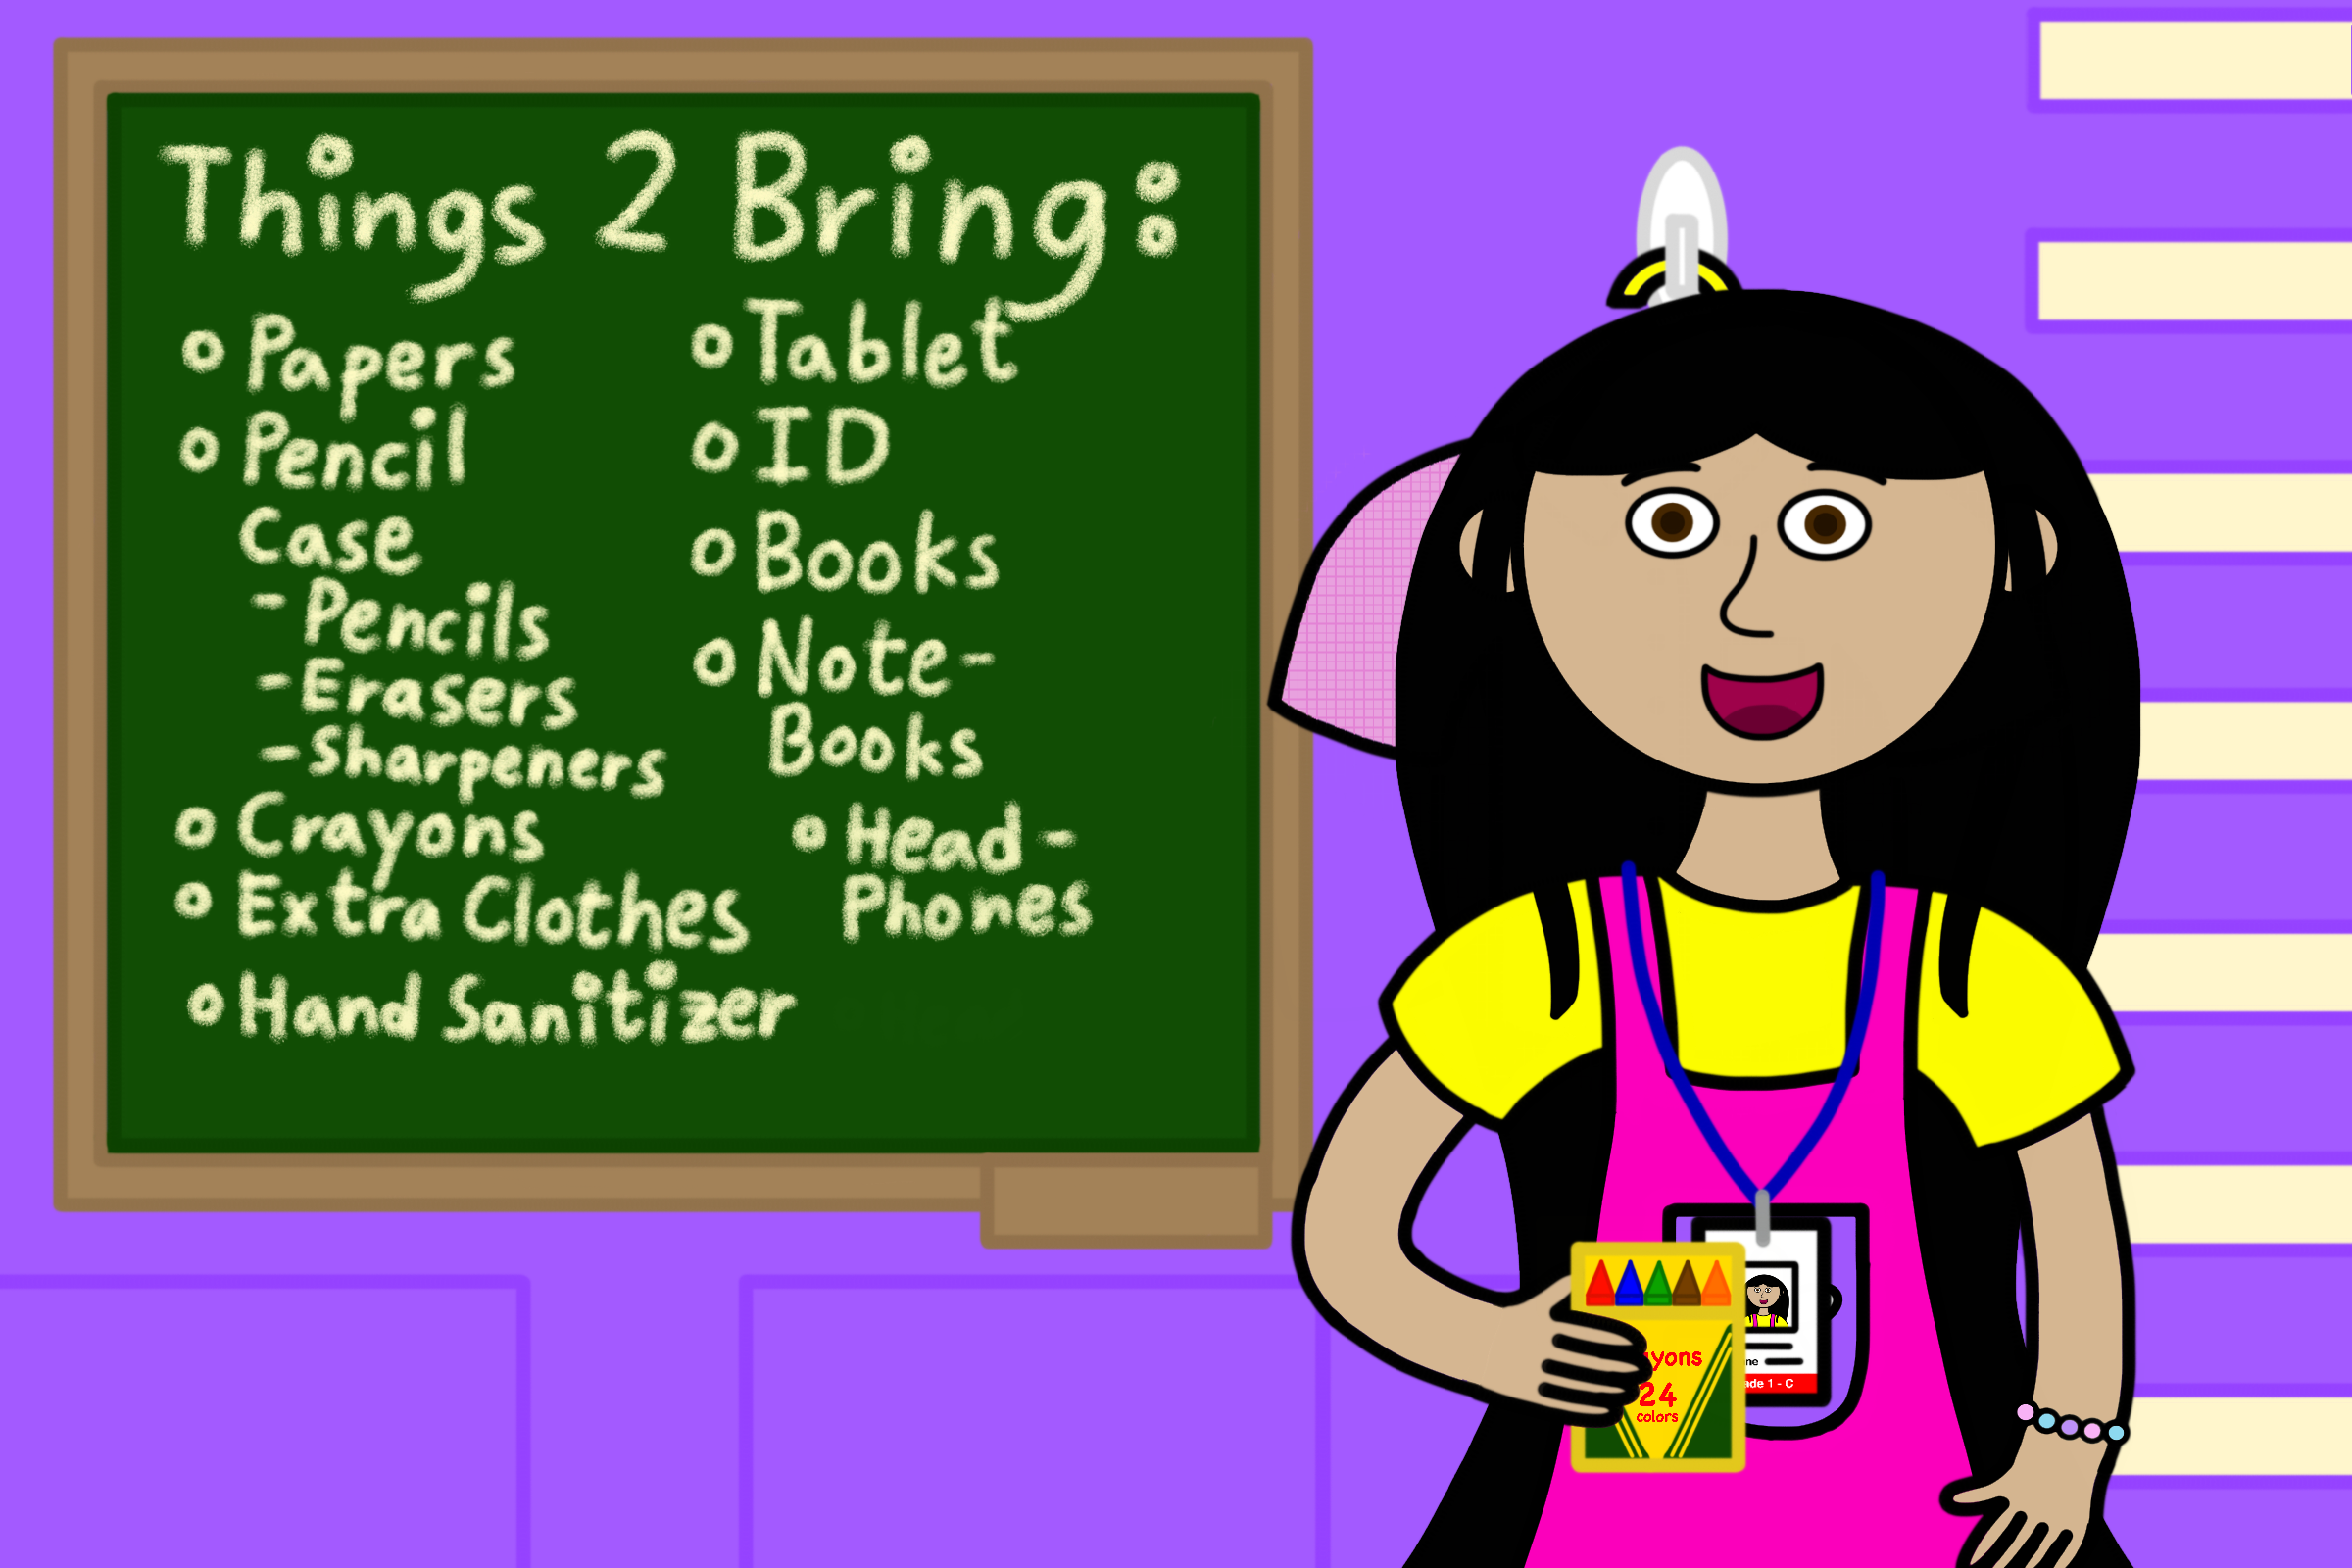 Things 2 Bring:
o Papers
o Pencil
Case
- Pencils
- Erasers
- Sharpeners
o Crayons
o Extra Clothes
o Hand Sanitizer
o Tablet
o ID
o Books
o Note-
Books
o Head-
Phones
yons
24
colors
ne
ade 1 - C